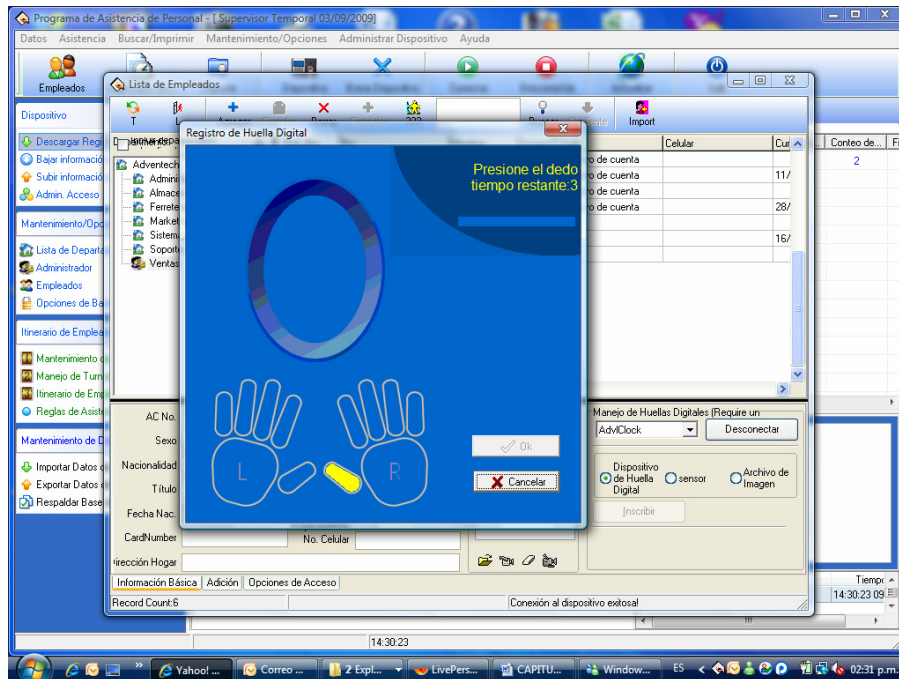 Programa de Asistencia de Personal - [ Supervisor Temporal 03/09/2009]
Datos Asistencia Buscar/Imprimir Mantenimiento/Opciones Administrar Dispositivo Ayuda
Empleados
Lista de Empleados
Import
Dispositivo
Descargar Regi
Bajar informació
Subir informació
Admin. Acceso
Mantenimiento/Opc
Lista de Departa
Administrador
Empleados
Opciones de Ba
Itinerario de Emplea
Mantenimiento d
Manejo de Turn
Itinerario de Emp
Reglas de Asiste
Mantenimiento de D
Importar Datos d
Exportar Datos d
Respaldar Base
Adventech
Admini
Almace
Ferrete
Market
Sistem
Soport
Ventas
Registro de Huella Digital
Presione el dedo
tiempo restante:3
L R
Ok
Cancelar
Celular
o de cuenta 11/
o de cuenta
o de cuenta
o de cuenta 28/
16/
Conteo de...
2
AC No.
Sexo
Nacionalidad
Título
Fecha Nac.
CardNumber
No. Celular
irección Hogar
Manejo de Huellas Digitales (Require un
AdvlClock Desconectar
Dispositivo de Huella Digital
sensor
Archivo de Imagen
Inscribir
Información Básica Adición Opciones de Acceso
Record Count:6 Conexión al dispositivo exitosa!
Tiempo
14:30:23 09
14:30:23
Yahoo! ... Correo ... 2 Expl... LivePers... CAPITU... Window... ES 02:31 p.m.